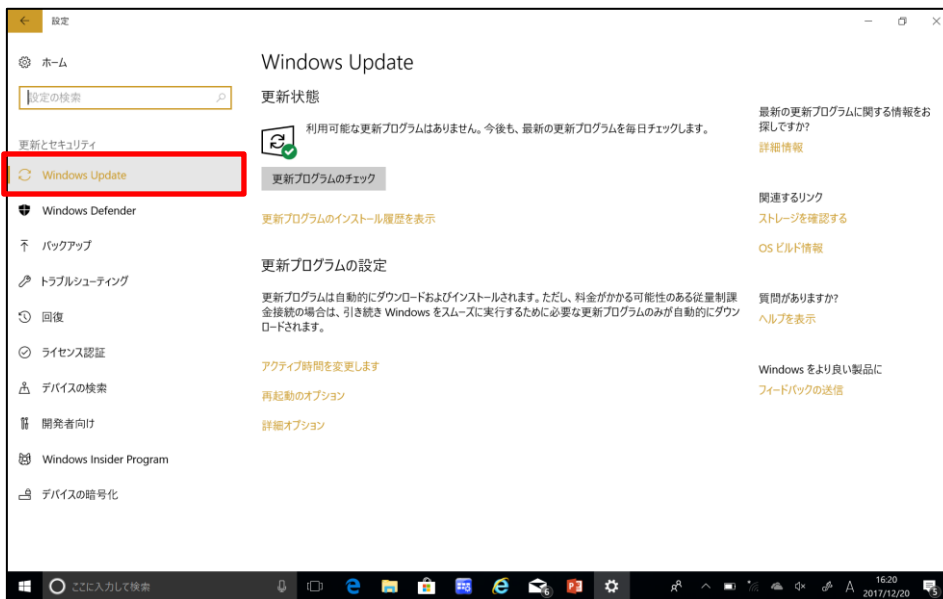 設定
ホーム
設定の検索
更新とセキュリティ
Windows Update
Windows Defender
バックアップ
トラブルシューティング
回復
ライセンス認証
デバイスの検索
開発者向け
Windows Insider Program
デバイスの暗号化
Windows Update
更新状態
利用可能な更新プログラムはありません。今後も、最新の更新プログラムを毎日チェックします。
更新プログラムのチェック
更新プログラムのインストール履歴を表示
更新プログラムの設定
更新プログラムは自動的にダウンロードおよびインストールされます。ただし、料金がかかる可能性のある従量制課
金接続の場合は、引き続き Windows をスムーズに実行するために必要な更新プログラムのみが自動的にダウン
ロードされます。
アクティブ時間を変更します
再起動のオプション
詳細オプション
最新の更新プログラムに関する情報をお
探しですか?
詳細情報
関連するリンク
ストレージを確認する
OS ビルド情報
質問がありますか?
ヘルプを表示
Windows をより良い製品に
フィードバックの送信
ここに入力して検索
6
A
16:20
2017/12/20
5